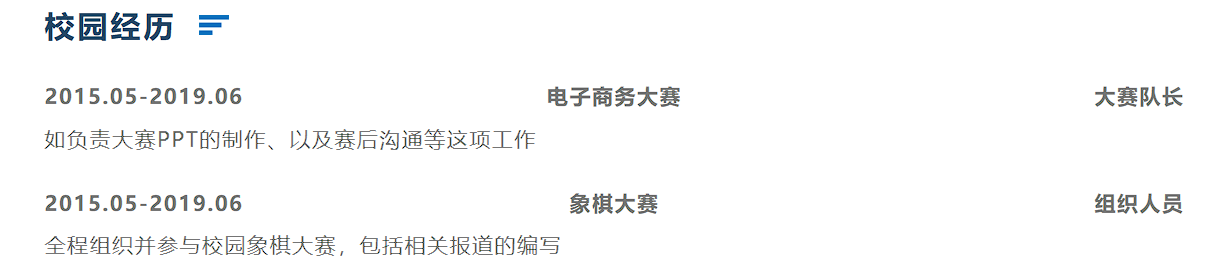 校园经历
2015.05-2019.06 电子商务大赛 大赛队长
如负责大赛PPT的制作、以及赛后沟通等这项工作
2015.05-2019.06 象棋大赛 组织人员
全程组织并参与校园象棋大赛，包括相关报道的编写